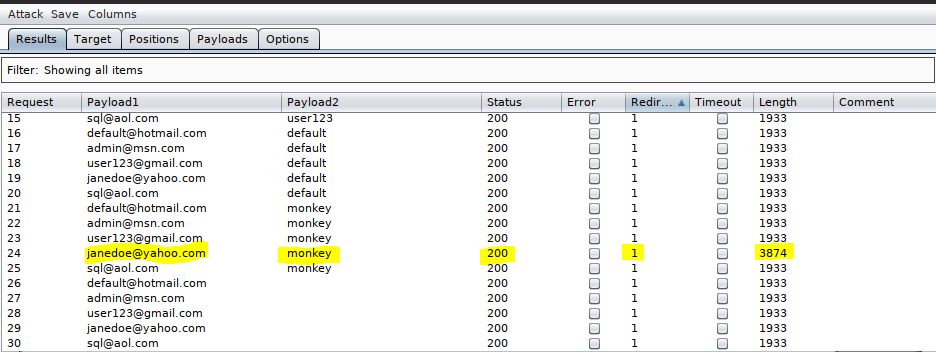 Attack Save Columns
Results Target Positions Payloads Options
Filter: Showing all items
Request Payload1 Payload2 Status Error Redir... Timeout Length Comment
15 sql@aol.com user123 200 1 1933
16 default@hotmail.com default 200 1 1933
17 admin@msn.com default 200 1 1933
18 user123@gmail.com default 200 1 1933
19 janedoe@yahoo.com default 200 1 1933
20 sql@aol.com default 200 1 1933
21 default@hotmail.com monkey 200 1 1933
22 admin@msn.com monkey 200 1 1933
23 user123@gmail.com monkey 200 1 1933
24 janedoe@yahoo.com monkey 200 1 3874
25 sql@aol.com monkey 200 1 1933
26 default@hotmail.com 200 1 1933
27 admin@msn.com 200 1 1933
28 user123@gmail.com 200 1 1933
29 janedoe@yahoo.com 200 1 1933
30 sql@aol.com 200 1 1933